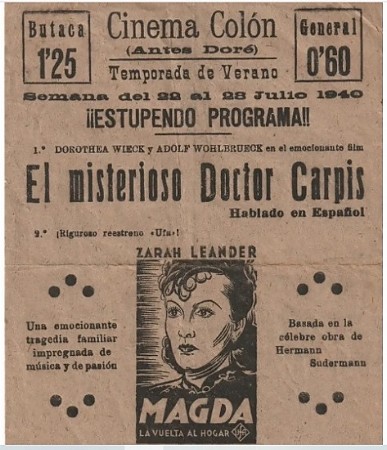 Butaca
1'25
Cinema Colón
(Antes Doré)
Temporada de Verano
General
0'60
Semana del 22 al 28 Julio 1940
¡¡ESTUPENDO PROGRAMA!!
1.º DOROTHEA WIECK y ADOLF WOHLBRUECK en el emocionante film
El misterioso Doctor Carpis
Hablado en Español
2.º ¡Riguroso reestreno «Ufa»!
ZARAH LEANDER
Una emocionante
tragedia familiar
impregnada de
música y de pasión
Basada en la
célebre obra de
Hermann
Sudermann
MAGDA
LA VUELTA AL HOGAR
UFA